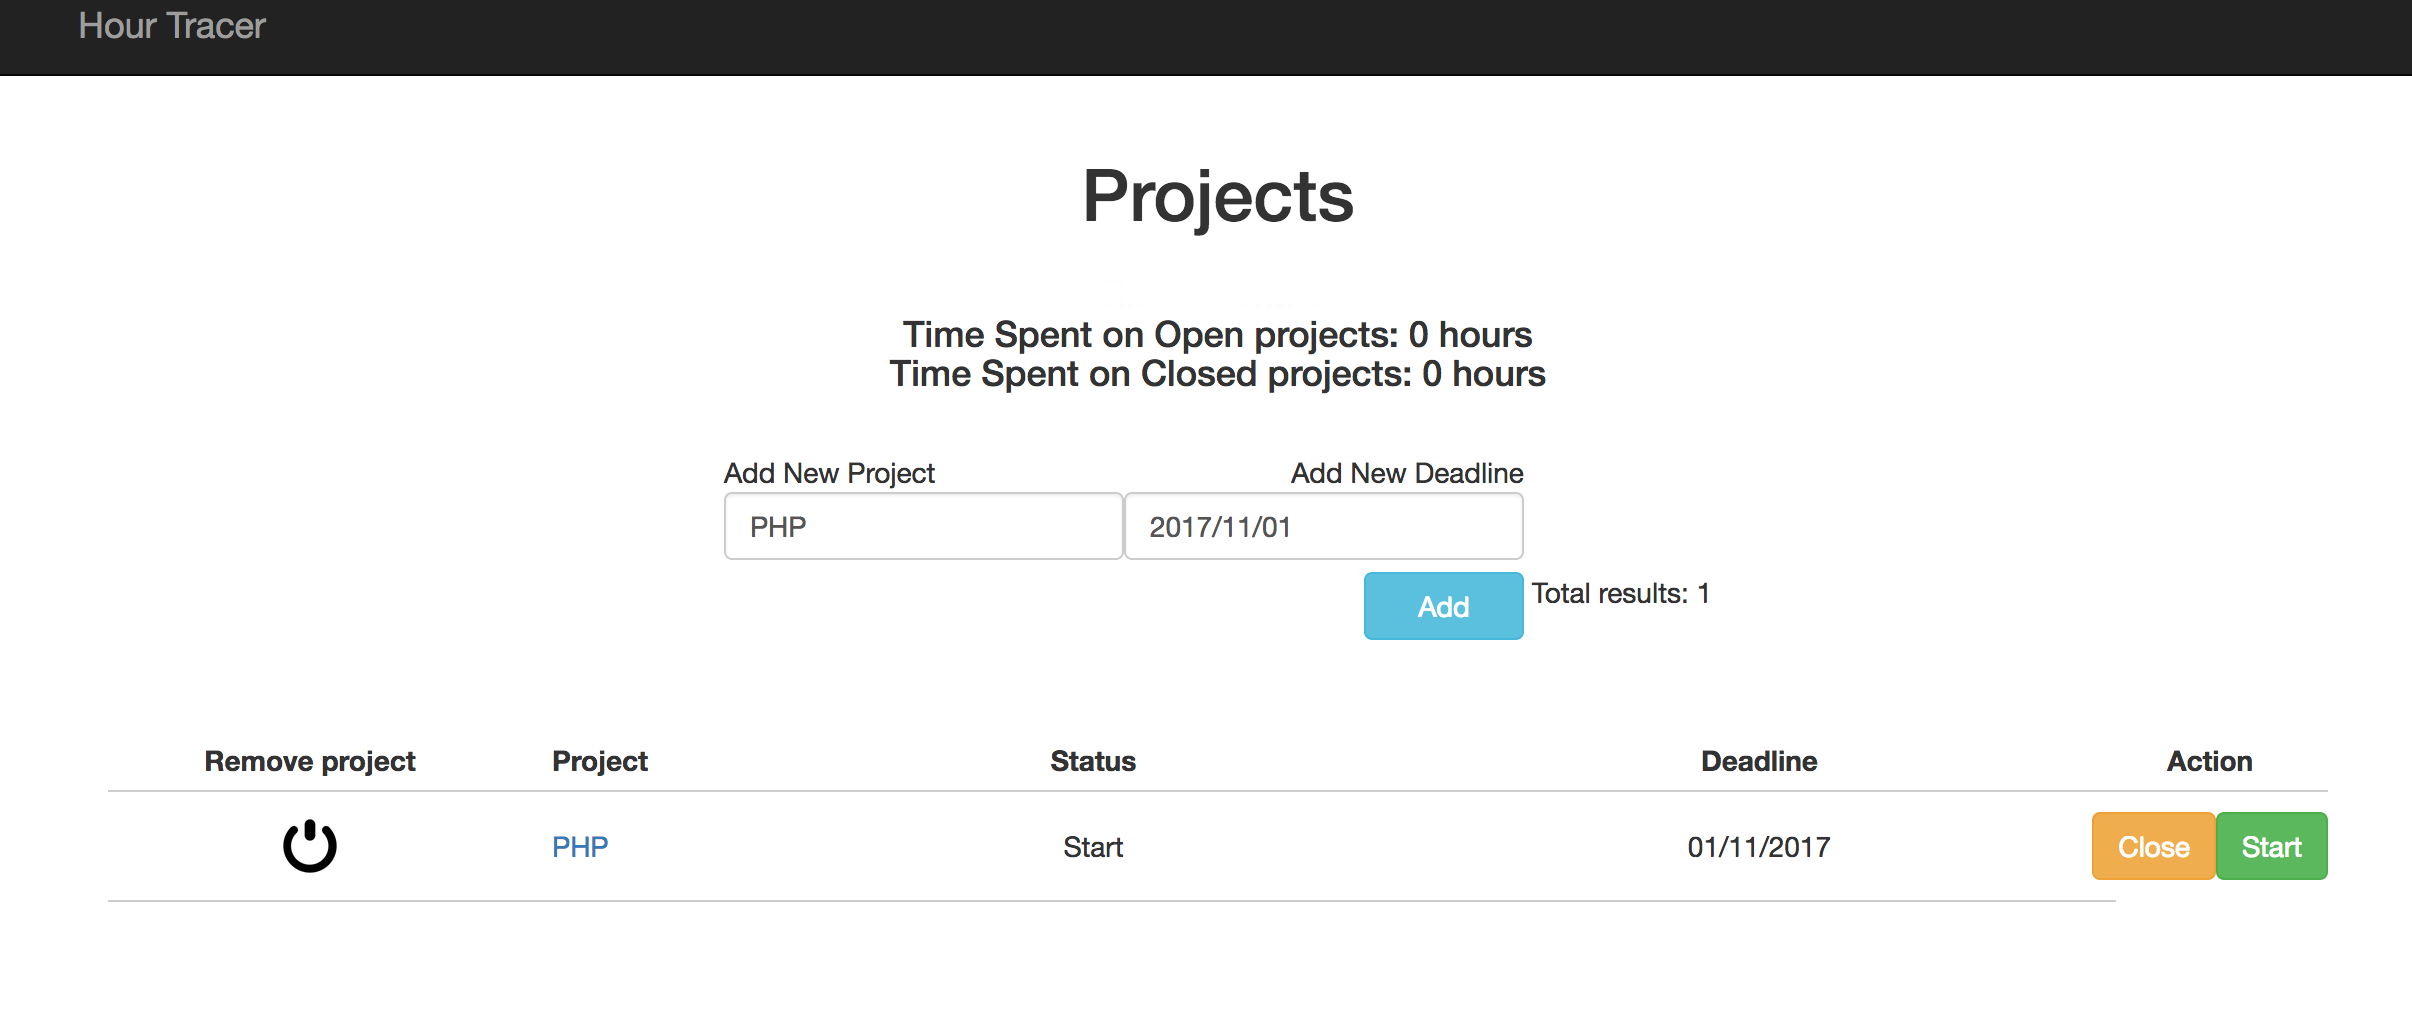 Hour Tracer
Projects
Time Spent on Open projects: 0 hours
Time Spent on Closed projects: 0 hours
Add New Project Add New Deadline
PHP 2017/11/01
Add Total results: 1
Remove project Project Status Deadline Action
PHP Start 01/11/2017 Close Start